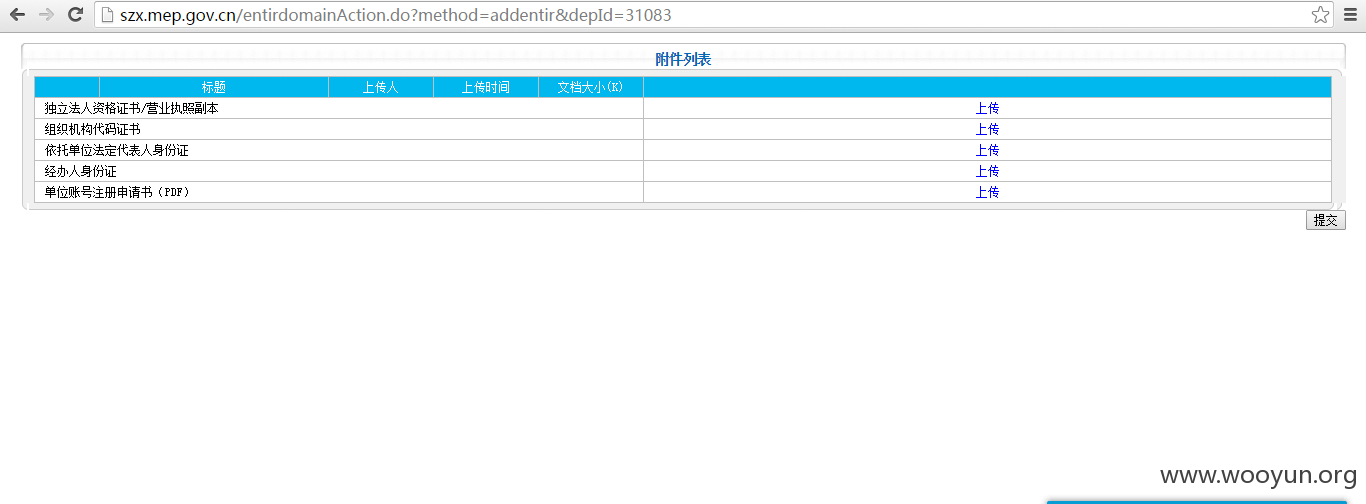 szx.mep.gov.cn/entirdomainAction.do?method=addentir&depId=31083
附件列表
标题 上传人 上传时间 文档大小(K)
独立法人资格证书/营业执照副本 上传
组织机构代码证书 上传
依托单位法定代表人身份证 上传
经办人身份证 上传
单位账号注册申请书（PDF） 上传
提交
www.wooyun.org